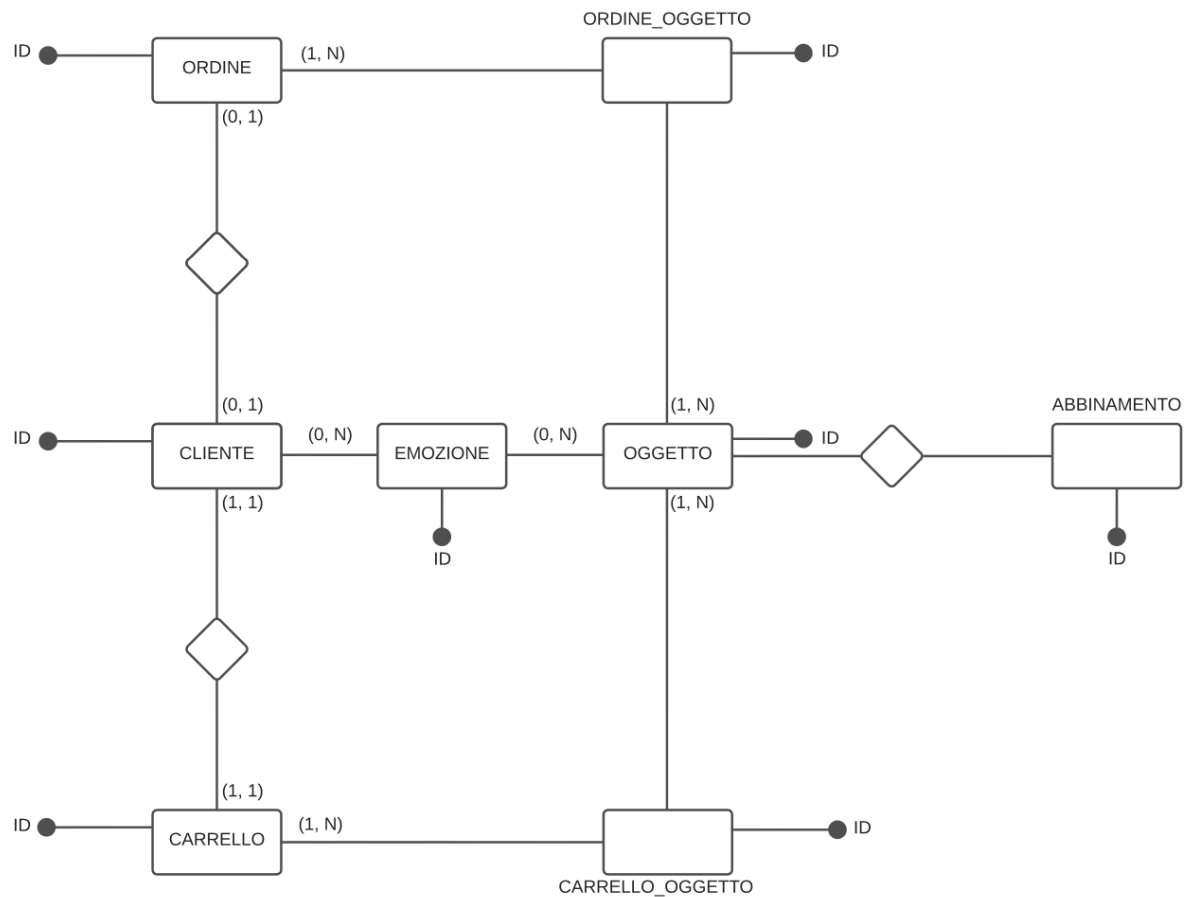 ORDINE_OGGETTO
ID
ORDINE
(1, N)
ID
(0, 1)
(0, 1)
(1, N)
ABBINAMENTO
ID
CLIENTE
(0, N)
EMOZIONE
(0, N)
OGGETTO
ID
(1, 1)
(1, N)
ID
ID
(1, 1)
ID
CARRELLO
(1, N)
ID
CARRELLO_OGGETTO